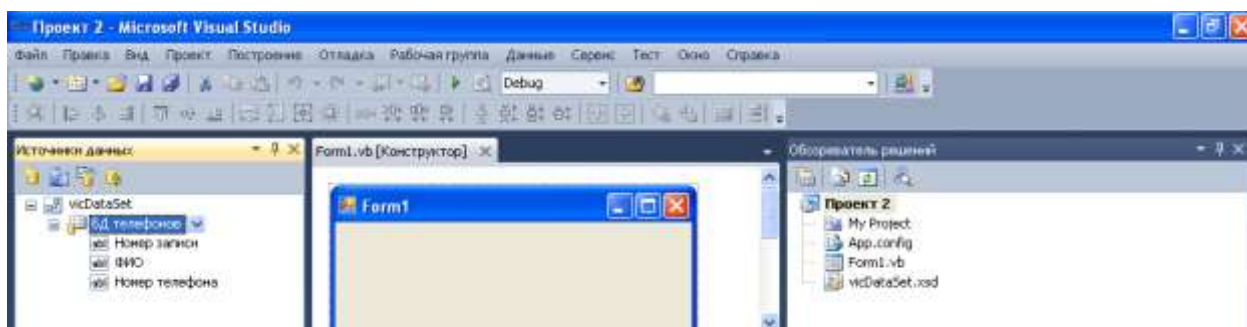 Проект 2 - Microsoft Visual Studio
Файл Правка Вид Проект Построение Отладка Рабочая группа Данные Сервис Тест Окно Справка
Debug
Источники данных
Form1.vb [Конструктор]
Обозреватель решений
vicDataSet
БД телефонов
Номер записи
ФИО
Номер телефона
Form1
Проект 2
My Project
App.config
Form1.vb
vicDataSet.xsd